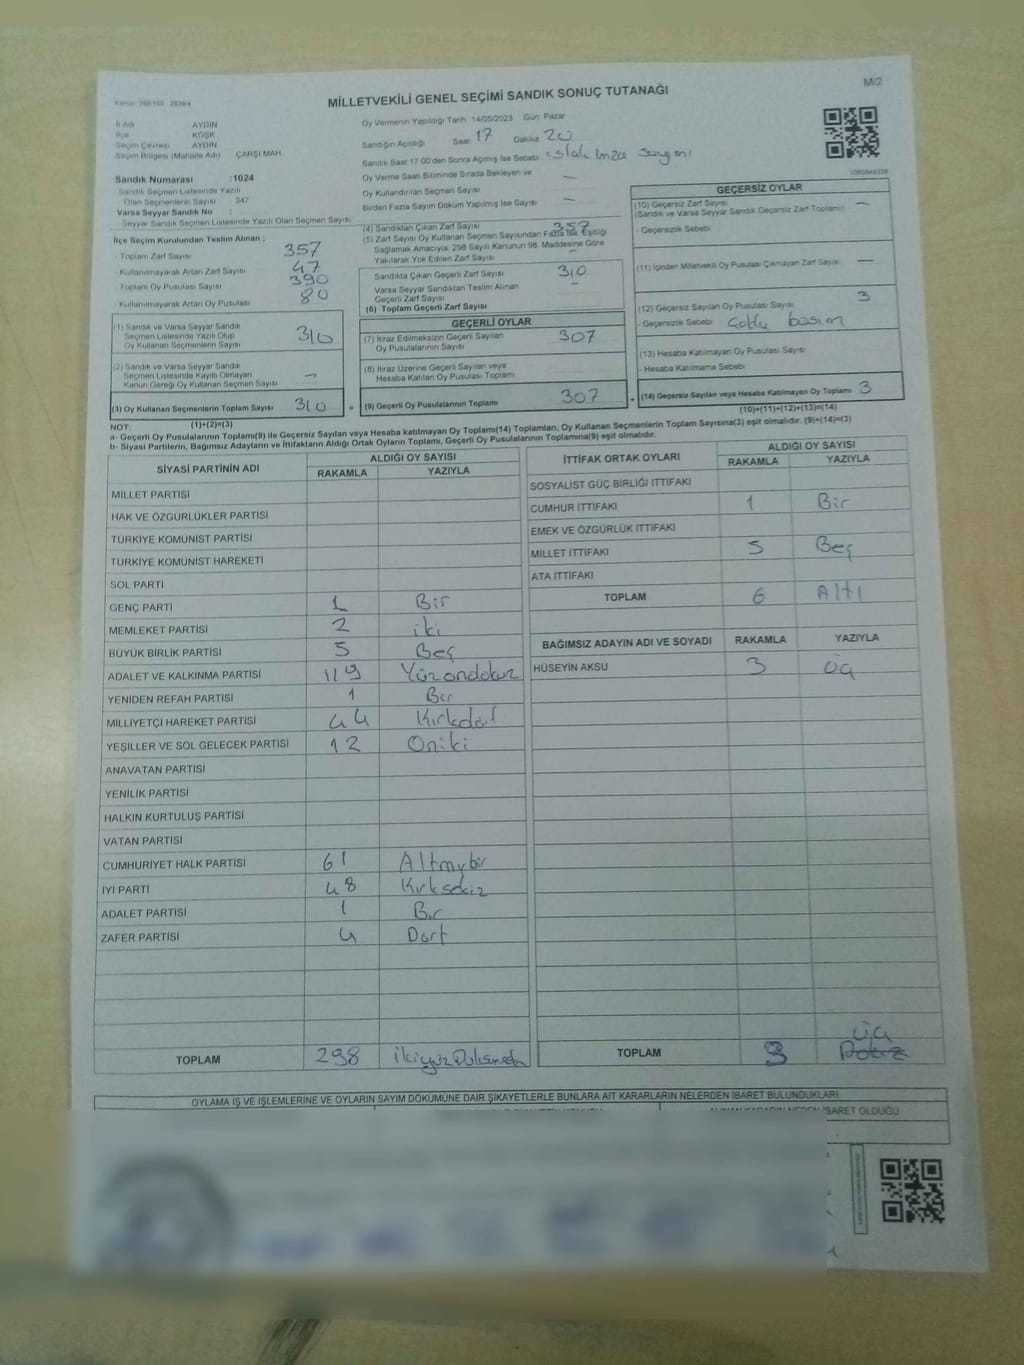 MİLLETVEKİLİ GENEL SEÇİMİ SANDIK SONUÇ TUTANAĞI
M/2
İl Adı AYDIN
İlçe KÖŞK
Seçim Çevresi AYDIN
Seçim Bölgesi (Mahalle Adı) ÇARŞI MAH
Sandık Numarası :1024
Sandık Seçmen Listesinde Yazılı
Olan Seçmenlerin Sayısı 347
Varsa Seyyar Sandık No :
Seyyar Sandık Seçmen Listesinde Yazılı Olan Seçmen Sayısı
Oy Vermenin Yapıldığı Tarih 14/05/2023 Gün Pazar
Sandığın Açıldığı Saat 17 Dakika 20
Sandık Saat 17:00'den Sonra Açılmış İse Sebebi : ıslak imza sayımı
Oy Verme Saati Bitiminde Sırada Bekleyen ve
Oy Kullandırılan Seçmen Sayısı —
Birden Fazla Sayım Döküm Yapılmış İse Sayısı —
İlçe Seçim Kurulundan Teslim Alınan ;
- Toplam Zarf Sayısı 357
- Kullanılmayarak Artan Zarf Sayısı 47
- Toplam Oy Pusulası Sayısı 390
- Kullanılmayarak Artan Oy Pusulası 80
(4) Sandıktan Çıkan Zarf Sayısı 357
(5) Zarf Sayısı Oy Kullanan Seçmen Sayısından Fazla İse, Eşitliği
Sağlamak Amacıyla, 298 Sayılı Kanunun 98. Maddesine Göre
Yakılarak Yok Edilen Zarf Sayısı —
Sandıkta Çıkan Geçerli Zarf Sayısı 310
Varsa Seyyar Sandıktan Teslim Alınan
Geçerli Zarf Sayısı —
(6) Toplam Geçerli Zarf Sayısı
GEÇERSİZ OYLAR
(10) Geçersiz Zarf Sayısı —
(Sandık ve Varsa Seyyar Sandık Geçersiz Zarf Toplamı)
- Geçersizlik Sebebi
(11) İçinden Milletvekili Oy Pusulası Çıkmayan Zarf Sayısı —
(12) Geçersiz Sayılan Oy Pusulası Sayısı 3
- Geçersizlik Sebebi çoklu basım
(13) Hesaba Katılmayan Oy Pusulası Sayısı
- Hesaba Katılmama Sebebi
(14) Geçersiz Sayılan veya Hesaba Katılmayan Oy Toplamı 3
(10)+(11)+(12)+(13)=(14)
(1) Sandık ve Varsa Seyyar Sandık
Seçmen Listesinde Yazılı Olup
Oy Kullanan Seçmenlerin Sayısı 310
(2) Sandık ve Varsa Seyyar Sandık
Seçmen Listesinde Kayıtlı Olmayan
Kanun Gereği Oy Kullanan Seçmen Sayısı —
(3) Oy Kullanan Seçmenlerin Toplam Sayısı 310
(1)+(2)=(3)
GEÇERLİ OYLAR
(7) İtiraz Edilmeksizin Geçerli Sayılan
Oy Pusulalarının Sayısı 307
(8) İtiraz Üzerine Geçerli Sayılan veya
Hesaba Katılan Oy Pusulası Toplamı
= (9) Geçerli Oy Pusulalarının Toplamı 307 +
NOT:
a- Geçerli Oy Pusulalarının Toplamı(9) ile Geçersiz Sayılan veya Hesaba katılmayan Oy Toplamı(14) Toplamları, Oy Kullanan Seçmenlerin Toplam Sayısına(3) eşit olmalıdır. (9)+(14)=(3)
b- Siyasi Partilerin, Bağımsız Adayların ve İttifakların Aldığı Ortak Oyların Toplamı, Geçerli Oy Pusulalarının Toplamına(9) eşit olmalıdır.
SİYASİ PARTİNİN ADI ALDIĞI OY SAYISI
RAKAMLA YAZIYLA
MİLLET PARTİSİ
HAK VE ÖZGÜRLÜKLER PARTİSİ
TÜRKİYE KOMÜNİST PARTİSİ
TÜRKİYE KOMÜNİST HAREKETİ
SOL PARTİ
GENÇ PARTİ 1 Bir
MEMLEKET PARTİSİ 2 iki
BÜYÜK BİRLİK PARTİSİ 5 Beş
ADALET VE KALKINMA PARTİSİ 119 Yüzondokuz
YENİDEN REFAH PARTİSİ 1 Bir
MİLLİYETÇİ HAREKET PARTİSİ 44 Kırkdört
YEŞİLLER VE SOL GELECEK PARTİSİ 12 Oniki
ANAVATAN PARTİSİ
YENİLİK PARTİSİ
HALKIN KURTULUŞ PARTİSİ
VATAN PARTİSİ
CUMHURİYET HALK PARTİSİ 61 Altmışbir
İYİ PARTİ 48 Kırksekiz
ADALET PARTİSİ 1 Bir
ZAFER PARTİSİ 4 Dört
TOPLAM 298
İTTİFAK ORTAK OYLARI ALDIĞI OY SAYISI
RAKAMLA YAZIYLA
SOSYALİST GÜÇ BİRLİĞİ İTTİFAKI
CUMHUR İTTİFAKI 1 Bir
EMEK VE ÖZGÜRLÜK İTTİFAKI
MİLLET İTTİFAKI 5 Beş
ATA İTTİFAKI
TOPLAM 6 Altı
BAĞIMSIZ ADAYIN ADI VE SOYADI RAKAMLA YAZIYLA
HÜSEYİN AKSU 3 üç
üç
TOPLAM 3 Dokuz
OYLAMA İŞ VE İŞLEMLERİNE VE OYLARIN SAYIM DÖKÜMÜNE DAİR ŞİKAYETLERLE BUNLARA AİT KARARLARIN NELERDEN İBARET BULUNDUKLARI
İBARET OLDUĞU